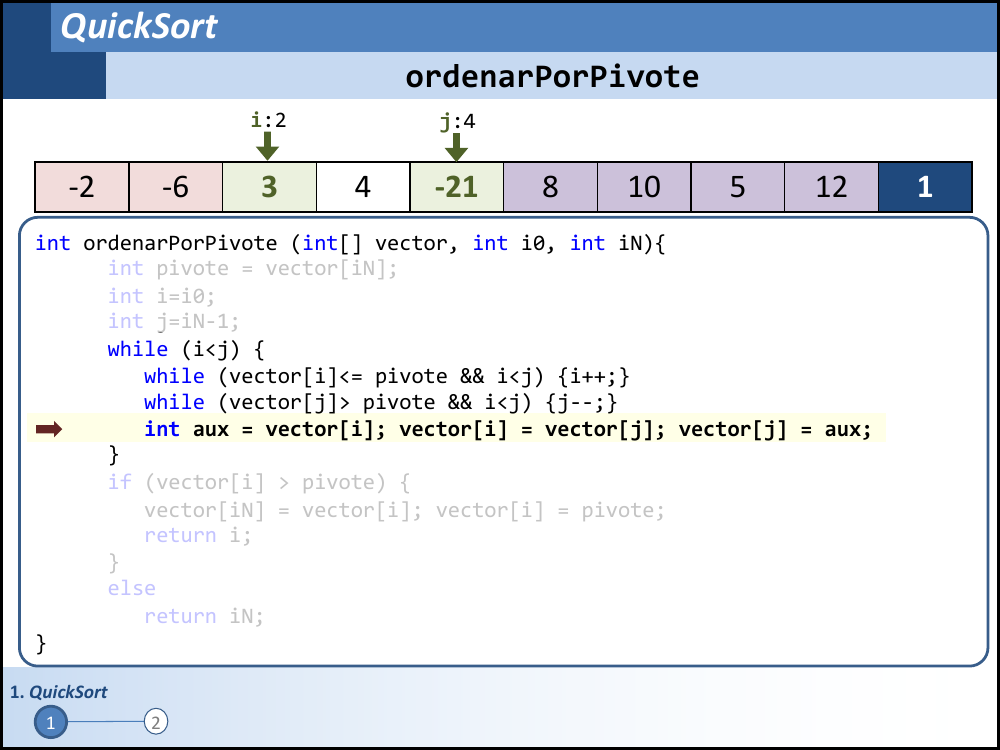 QuickSort
ordenarPorPivote
i:2 j:4
-2 -6 3 4 -21 8 10 5 12 1
int ordenarPorPivote (int[] vector, int i0, int iN){
int pivote = vector[iN];
int i=i0;
int j=iN-1;
while (i<j) {
while (vector[i]<= pivote && i<j) {i++;}
while (vector[j]> pivote && i<j) {j--;}
int aux = vector[i]; vector[i] = vector[j]; vector[j] = aux;
}
if (vector[i] > pivote) {
vector[iN] = vector[i]; vector[i] = pivote;
return i;
}
else
return iN;
}
1. QuickSort
1 2